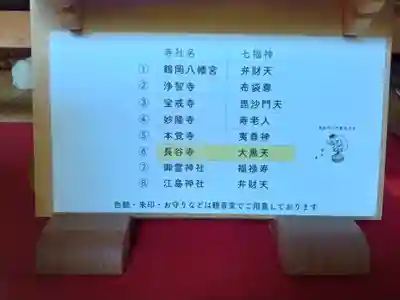 寺社名 七福神
① 鶴岡八幡宮 弁財天
② 浄智寺 布袋尊
③ 宝戒寺 毘沙門天
④ 妙隆寺 寿老人
⑤ 本覚寺 夷尊神
⑥ 長谷寺 大黒天
⑦ 御霊神社 福禄寿
⑧ 江島神社 弁財天
色紙・朱印・お守りなどは観音堂でご用意しております